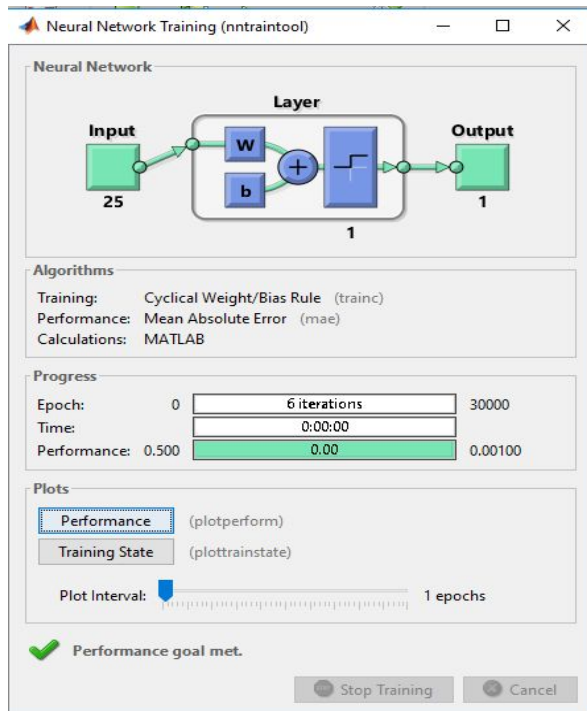 Neural Network Training (nntraintool)
Neural Network
Layer
Input
Output
W
b
+
25
1
1
Algorithms
Training: Cyclical Weight/Bias Rule (trainc)
Performance: Mean Absolute Error (mae)
Calculations: MATLAB
Progress
Epoch: 0 6 iterations 30000
Time: 0:00:00
Performance: 0.500 0.00 0.00100
Plots
Performance (plotperform)
Training State (plottrainstate)
Plot Interval: 1 epochs
Performance goal met.
Stop Training Cancel